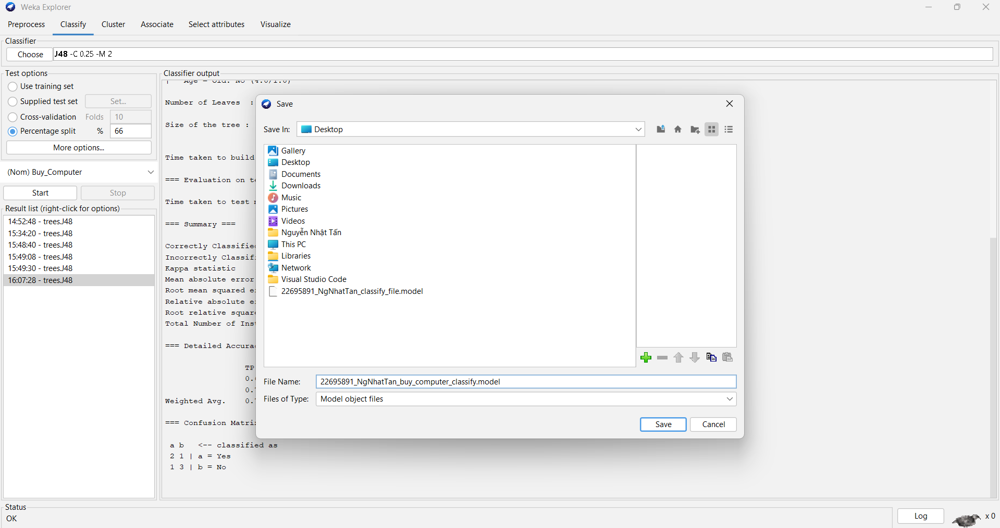 Weka Explorer
Preprocess Classify Cluster Associate Select attributes Visualize
Classifier
Choose J48 -C 0.25 -M 2
Test options
Use training set
Supplied test set Set...
Cross-validation Folds 10
Percentage split % 66
More options...
(Nom) Buy_Computer
Start Stop
Result list (right-click for options)
14:52:48 - trees.J48
15:34:20 - trees.J48
15:48:40 - trees.J48
15:49:08 - trees.J48
15:49:30 - trees.J48
16:07:28 - trees.J48
Classifier output
| Age = Old: No (4.0/1.0)
Number of Leaves :
Size of the tree :
Time taken to build
=== Evaluation on
Time taken to test
=== Summary ===
Correctly
Incorrectly
Kappa statistic
Mean absolute error
Root mean squared
Relative absolute
Root relative
Total Number of
=== Detailed
TP
0.
0.
Weighted Avg. 0.
=== Confusion
a b <-- classified as
2 1 | a = Yes
1 3 | b = No
Save
Save In: Desktop
Gallery
Desktop
Documents
Downloads
Music
Pictures
Videos
Nguyễn Nhật Tấn
This PC
Libraries
Network
Visual Studio Code
22695891_NgNhatTan_classify_file.model
File Name: 22695891_NgNhatTan_buy_computer_classify.model
Files of Type: Model object files
Save Cancel
Status
OK
Log x 0